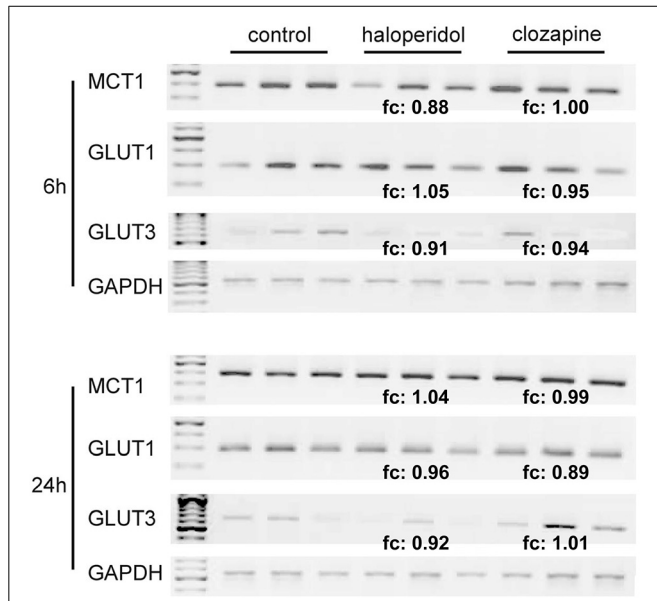 control haloperidol clozapine
MCT1
fc: 0.88 fc: 1.00
GLUT1
6h
fc: 1.05 fc: 0.95
GLUT3
fc: 0.91 fc: 0.94
GAPDH
MCT1
fc: 1.04 fc: 0.99
GLUT1
fc: 0.96 fc: 0.89
24h
GLUT3
fc: 0.92 fc: 1.01
GAPDH